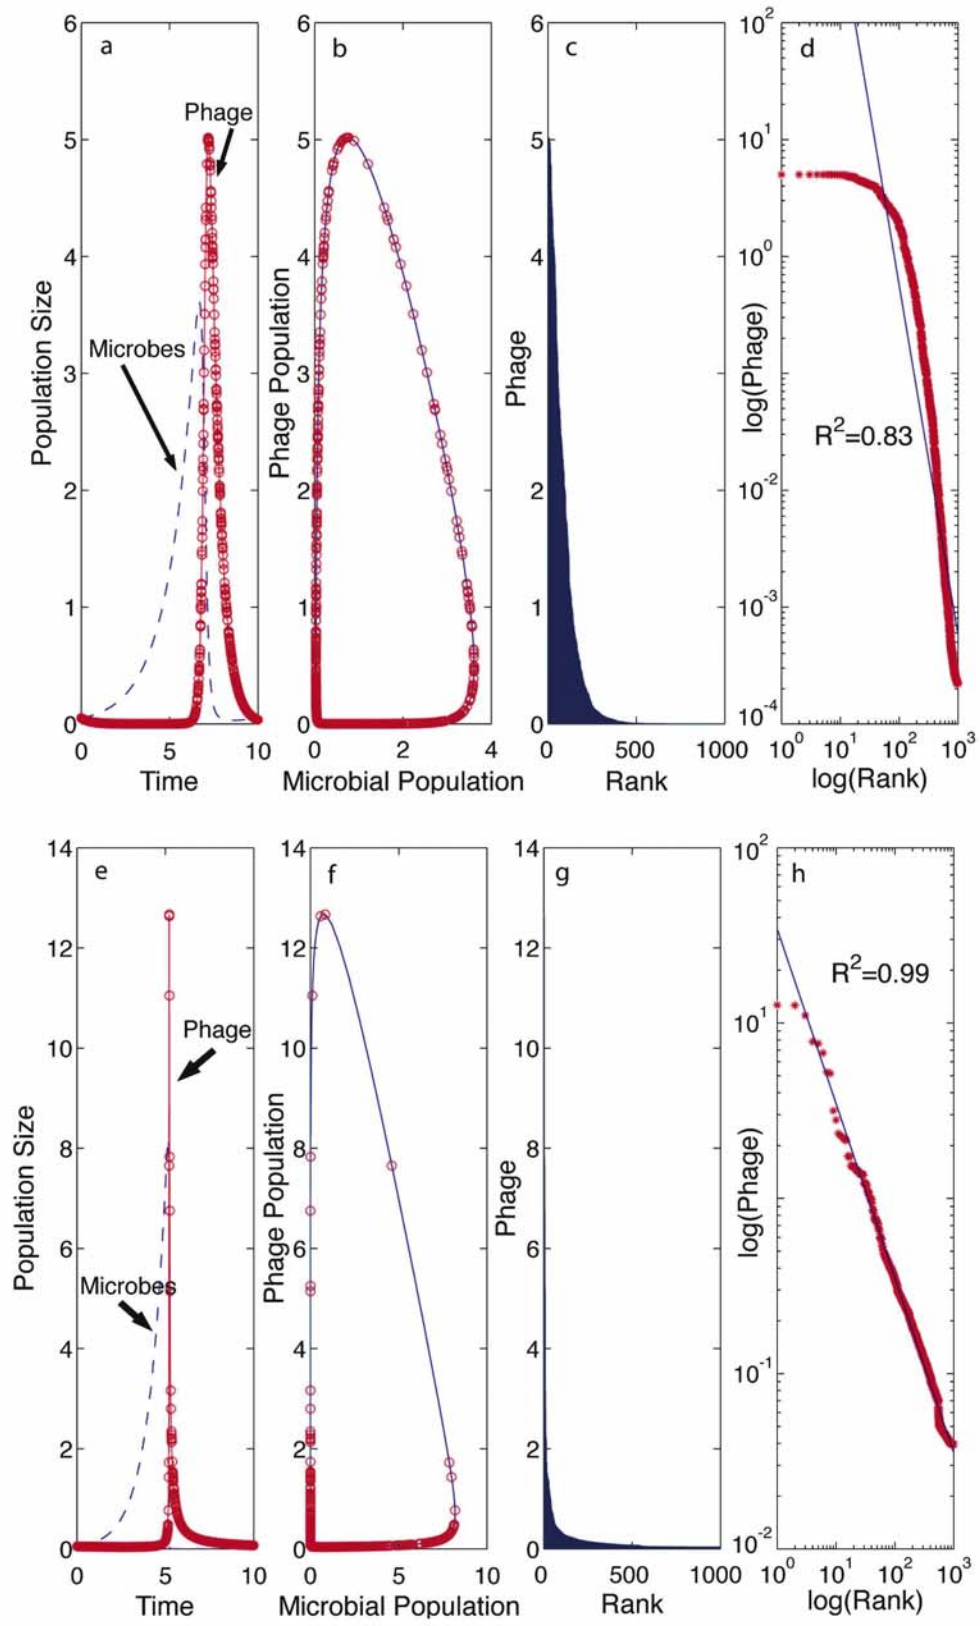 a
b
c
d
6
5
4
3
2
1
0
Population Size
Phage
Microbes
0 5 10
Time
6
5
4
3
2
1
0
Phage Population
0 2 4
Microbial Population
6
5
4
3
2
1
0
Phage
0 500 1000
Rank
10^2
10^1
10^0
10^-2
10^-3
10^-4
log(Phage)
R^2=0.83
10^0 10^1 10^2 10^3
log(Rank)
e
f
g
h
14
12
10
8
6
4
2
0
Population Size
Phage
Microbes
0 5 10
Time
14
12
10
8
6
4
2
0
Phage Population
0 5 10
Microbial Population
14
12
10
8
6
4
2
0
Phage
0 500 1000
Rank
10^2
10^1
10^-1
10^-2
log(Phage)
R^2=0.99
10^0 10^1 10^2 10^3
log(Rank)